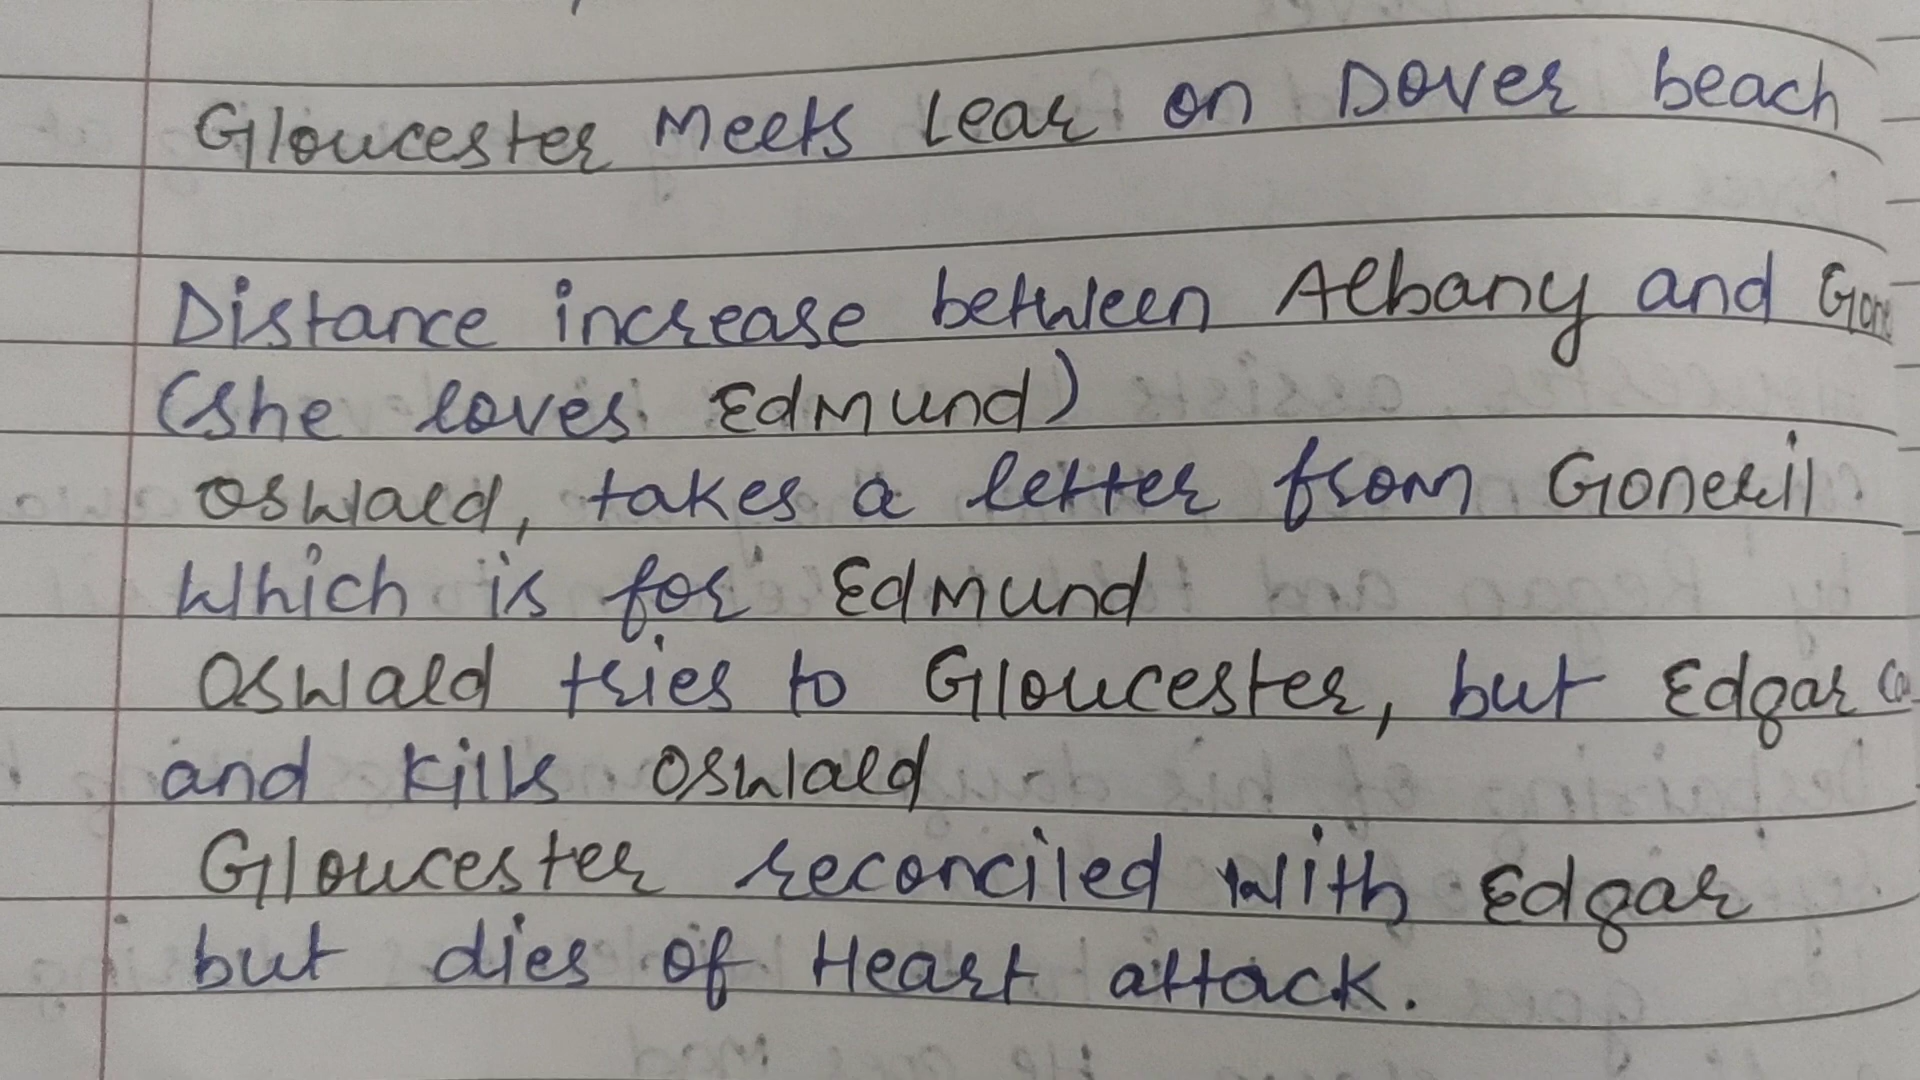 Gloucester Meets Lear on Dover beach
Distance increase between Albany and
(she loves Edmund)
Oswald, takes a letter from Goneril
Which is for Edmund
Oswald tries to Gloucester, but Edgar
and kills Oswald
Gloucester reconciled with Edgar
but dies of Heart attack.